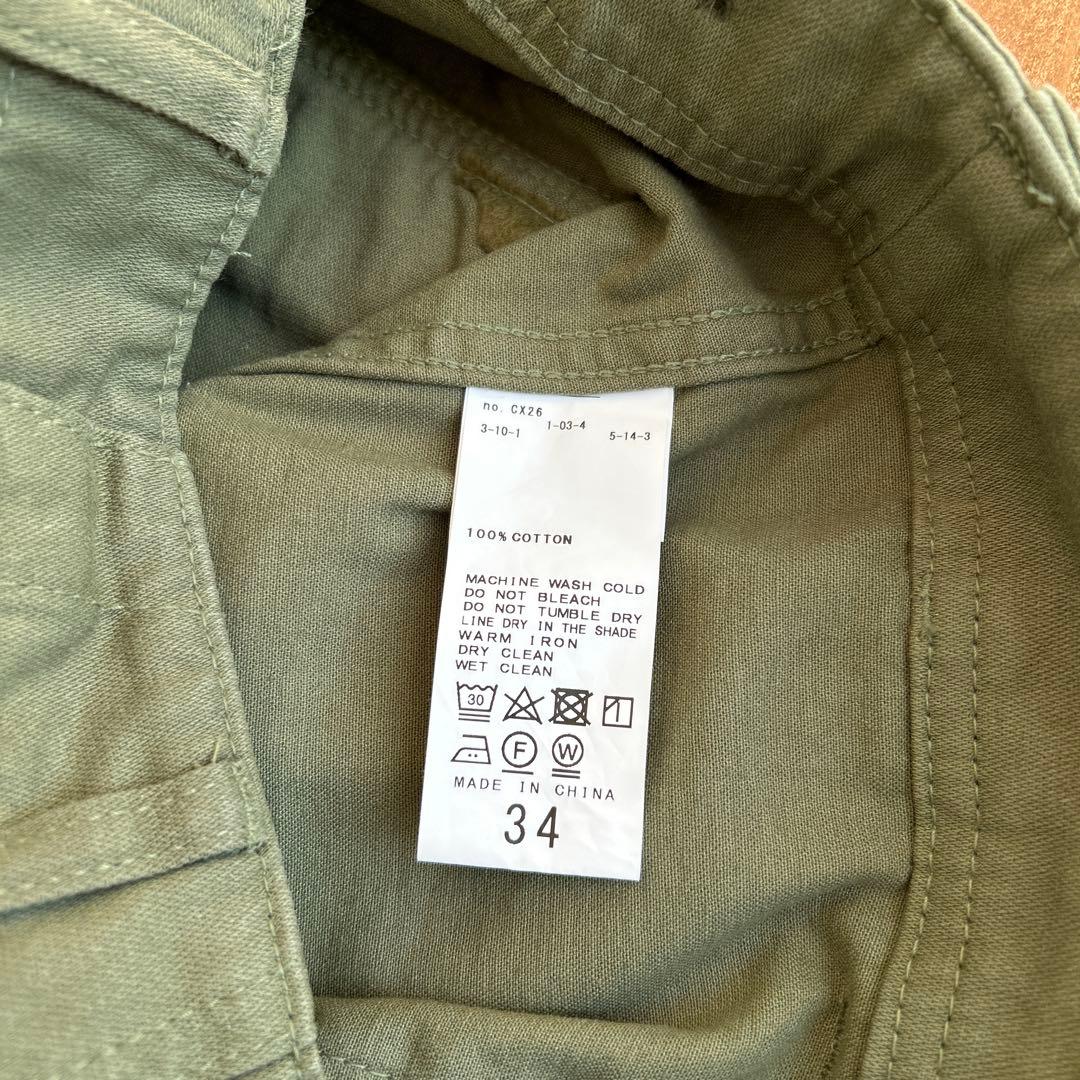 no. CX26
3-10-1 1-03-4 5-14-3
100% COTTON
MACHINE WASH COLD
DO NOT BLEACH
DO NOT TUMBLE DRY
LINE DRY IN THE SHADE
WARM IRON
DRY CLEAN
WET CLEAN
30
F W
MADE IN CHINA
34